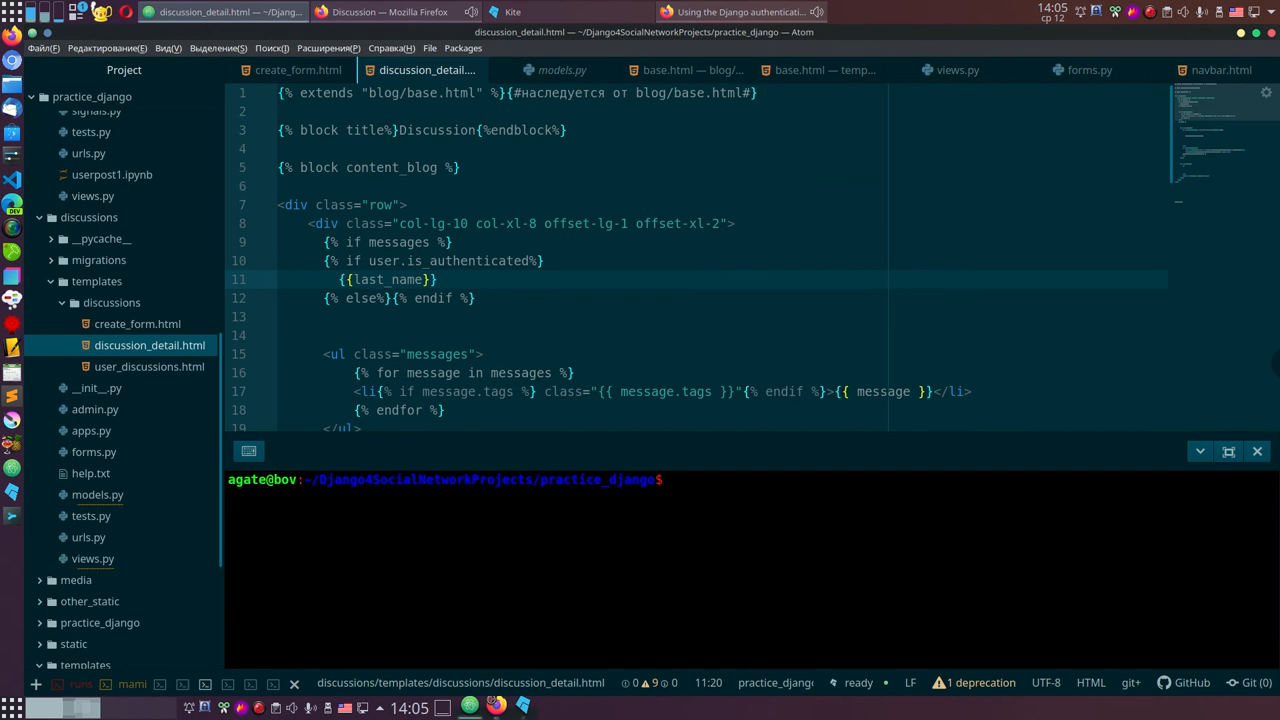 discussion_detail.html — ~/Djang...
Discussion — Mozilla Firefox
Kite
Using the Django authenticati...
14:05
ср 12
discussion_detail.html — ~/Django4SocialNetworkProjects/practice_django — Atom
Файл(F) Редактирование(E) Вид(V) Выделение(S) Поиск(I) Расширения(P) Справка(H) File Packages
Project
create_form.html
discussion_detail....
models.py
base.html — blog/...
base.html — temp...
views.py
forms.py
navbar.html
practice_django
signals.py
tests.py
urls.py
userpost1.ipynb
views.py
discussions
__pycache__
migrations
templates
discussions
create_form.html
discussion_detail.html
user_discussions.html
__init__.py
admin.py
apps.py
forms.py
help.txt
models.py
tests.py
urls.py
views.py
media
other_static
practice_django
static
templates
1 {% extends "blog/base.html" %}{#наследуется от blog/base.html#}
2
3 {% block title%}Discussion{%endblock%}
4
5 {% block content_blog %}
6
7 <div class="row">
8 <div class="col-lg-10 col-xl-8 offset-lg-1 offset-xl-2">
9 {% if messages %}
10 {% if user.is_authenticated%}
11 {{last_name}}
12 {% else%}{% endif %}
13
14
15 <ul class="messages">
16 {% for message in messages %}
17 <li{% if message.tags %} class="{{ message.tags }}"{% endif %}>{{ message }}</li>
18 {% endfor %}
19 </ul>
agate@bov:~/Django4SocialNetworkProjects/practice_django$
runs mami
discussions/templates/discussions/discussion_detail.html 0 9 0 11:20 practice_django ready LF 1 deprecation UTF-8 HTML git+ GitHub Git (0)
14:05